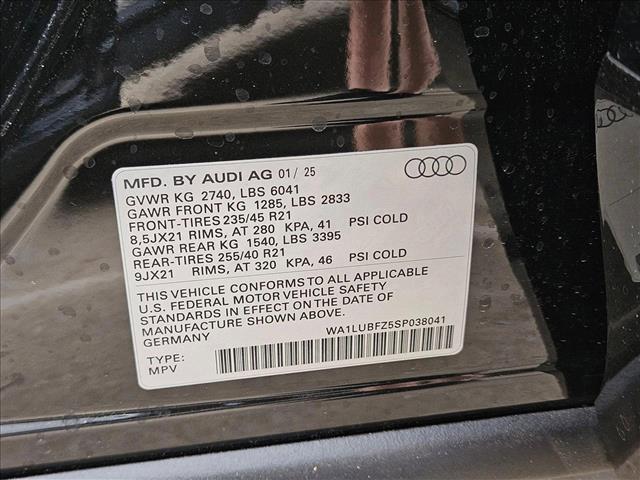 MFD. BY AUDI AG 01/25
GVWR KG 2740, LBS 6041
GAWR FRONT KG 1285, LBS 2833
FRONT-TIRES 235/45 R21
8,5JX21 RIMS, AT 280 KPA, 41 PSI COLD
GAWR REAR KG 1540, LBS 3395
REAR-TIRES 255/40 R21
9JX21 RIMS, AT 320 KPA, 46 PSI COLD
THIS VEHICLE CONFORMS TO ALL APPLICABLE
U.S. FEDERAL MOTOR VEHICLE SAFETY
STANDARDS IN EFFECT ON THE DATE OF
MANUFACTURE SHOWN ABOVE.
GERMANY
WA1LUBFZ5SP038041
TYPE:
MPV